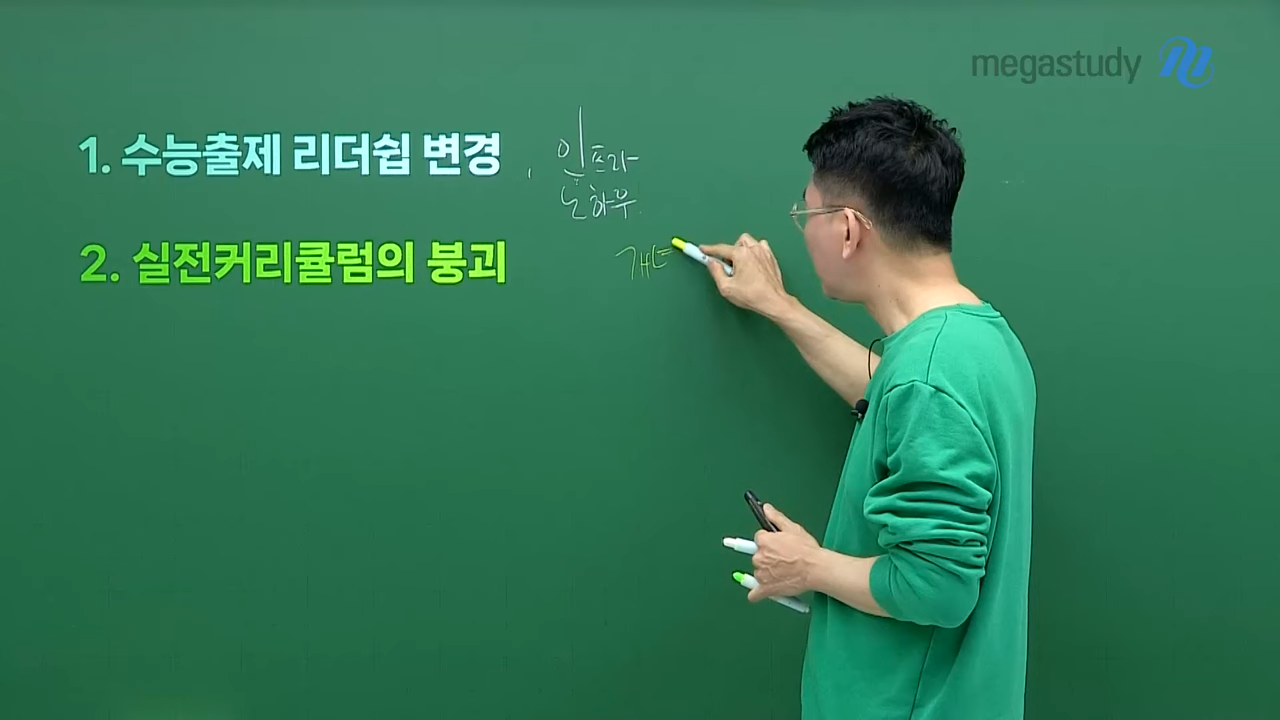 megastudy
1. 수능출제 리더쉽 변경
인프라
노하우
2. 실전커리큘럼의 붕괴